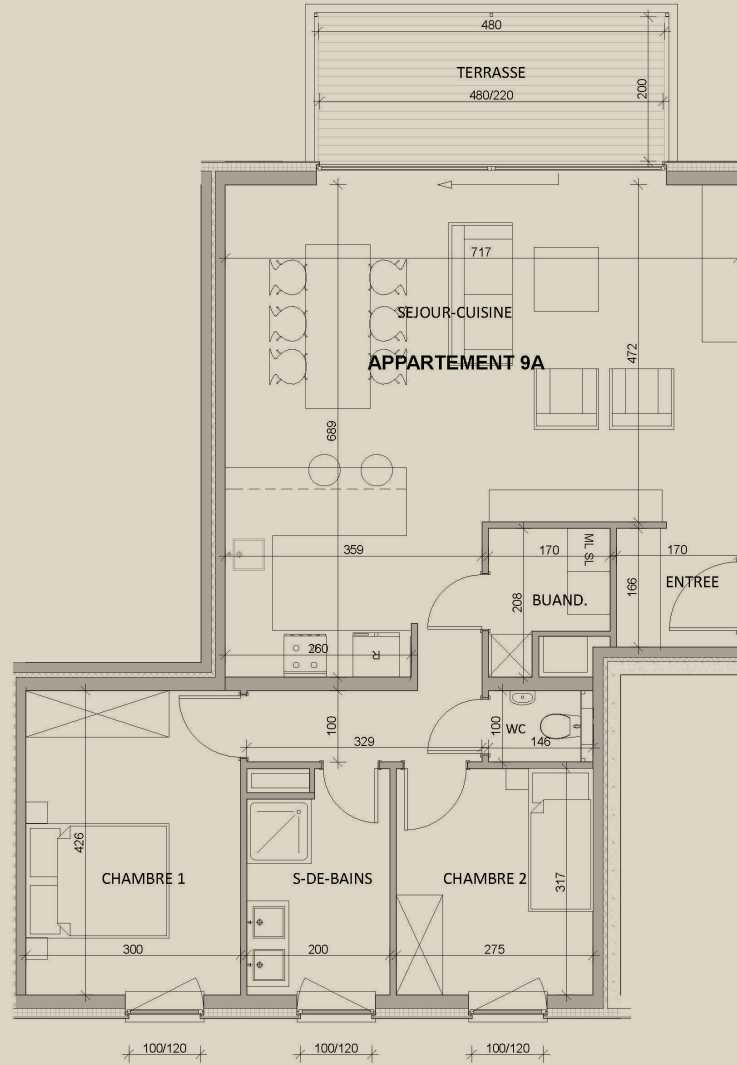 480
TERRASSE
480/220
200
717
SEJOUR-CUISINE
APPARTEMENT 9A
472
689
359
170
ML SL
170
166
ENTREE
208
BUAND.
260
R
100
329
100
WC
146
426
CHAMBRE 1
S-DE-BAINS
CHAMBRE 2
317
300
200
275
100/120
100/120
100/120